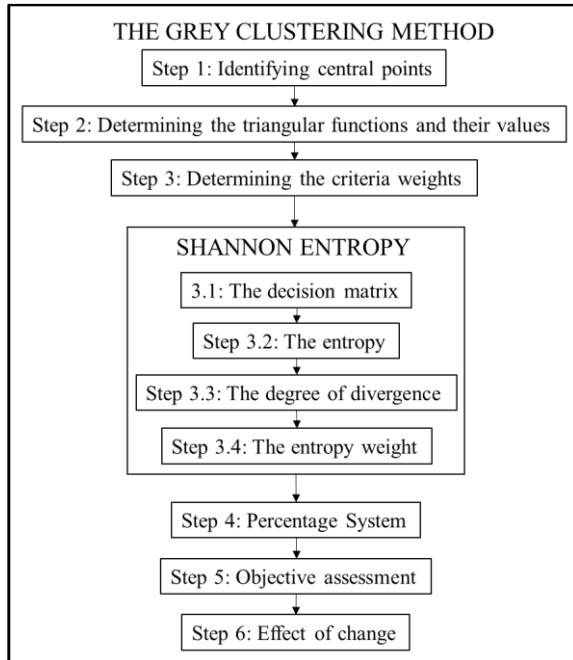 THE GREY CLUSTERING METHOD
Step 1: Identifying central points
Step 2: Determining the triangular functions and their values
Step 3: Determining the criteria weights
SHANNON ENTROPY
3.1: The decision matrix
Step 3.2: The entropy
Step 3.3: The degree of divergence
Step 3.4: The entropy weight
Step 4: Percentage System
Step 5: Objective assessment
Step 6: Effect of change